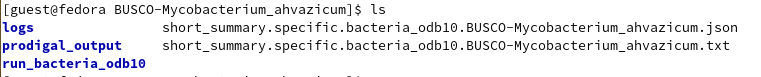 [guest@fedora BUSCO-Mycobacterium_ahvazicum]$ ls
logs short_summary.specific.bacteria_odb10.BUSCO-Mycobacterium_ahvazicum.json
prodigal_output short_summary.specific.bacteria_odb10.BUSCO-Mycobacterium_ahvazicum.txt
run_bacteria_odb10